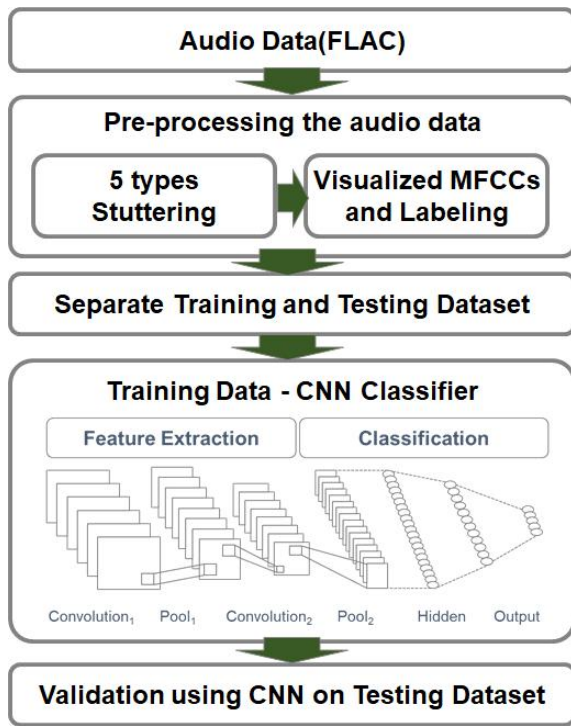 Audio Data(FLAC)
Pre-processing the audio data
5 types
Stuttering
Visualized MFCCs
and Labeling
Separate Training and Testing Dataset
Training Data - CNN Classifier
Feature Extraction
Classification
Convolution₁
Pool₁
Convolution₂
Pool₂
Hidden
Output
Validation using CNN on Testing Dataset